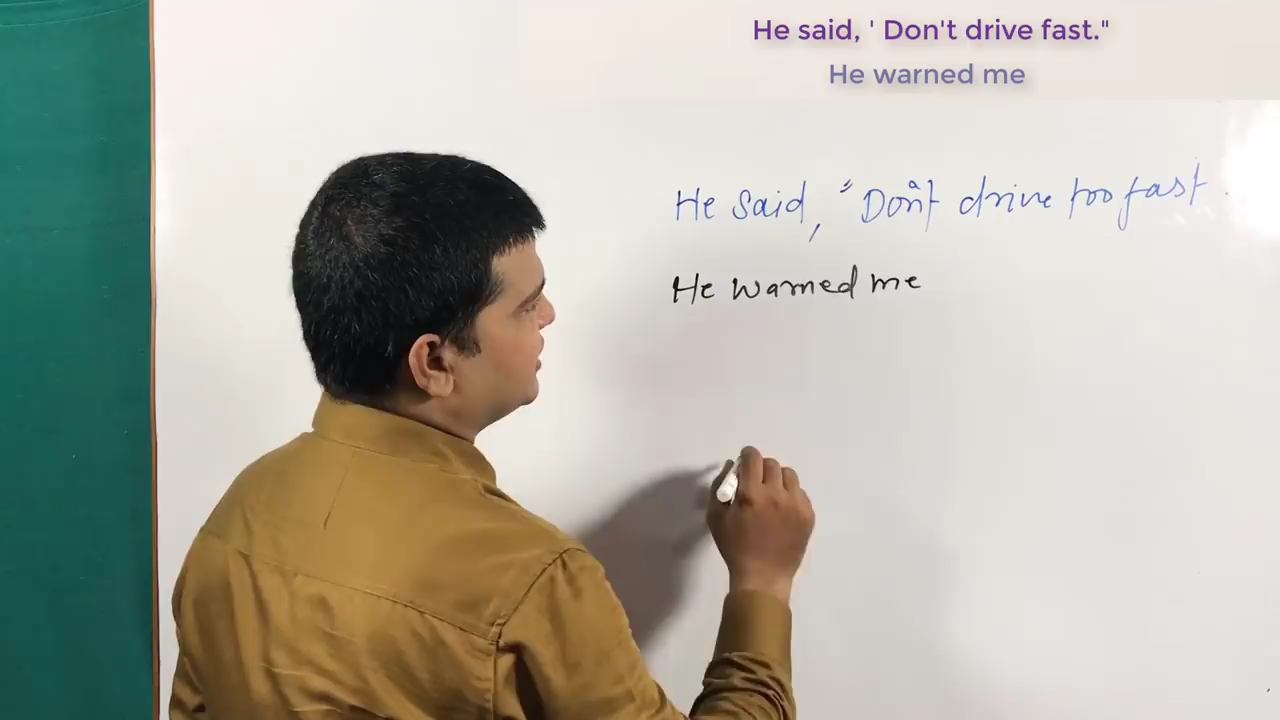 He said, ' Don't drive fast."
He warned me
He Said, "Don't drive too fast.
He warned me